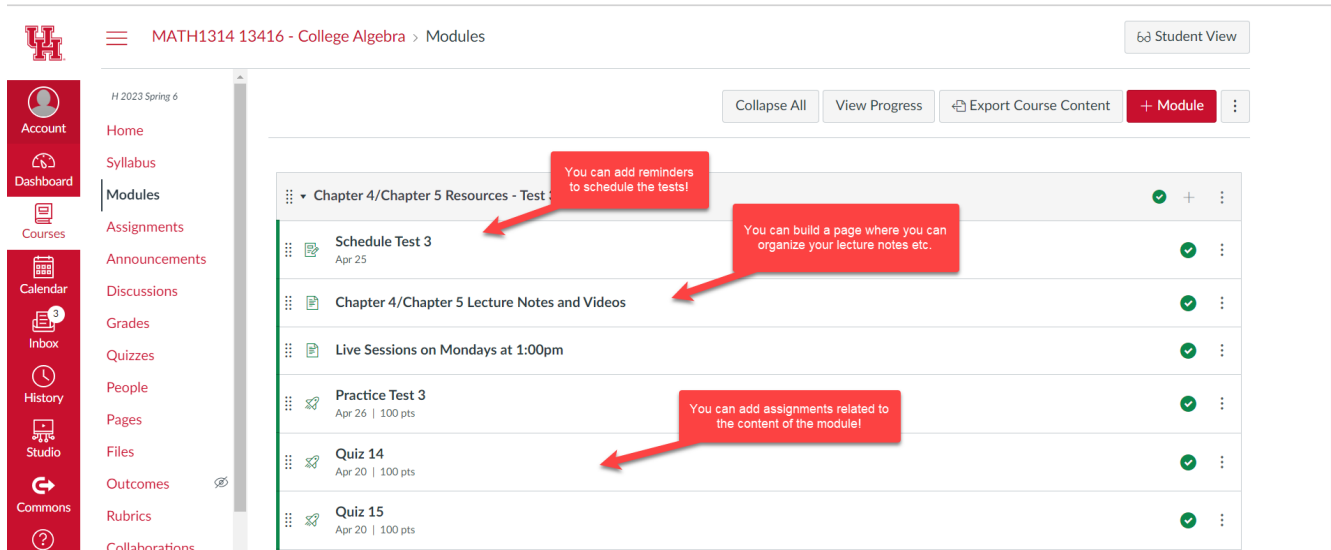 UH
MATH1314 13416 - College Algebra > Modules
Student View
Account
Dashboard
Courses
Calendar
3
Inbox
History
Studio
Commons
H 2023 Spring 6
Home
Syllabus
Modules
Assignments
Announcements
Discussions
Grades
Quizzes
People
Pages
Files
Outcomes
Rubrics
Collaborations
Collapse All
View Progress
Export Course Content
+ Module
Chapter 4/Chapter 5 Resources - Test
You can add reminders
to schedule the tests!
Schedule Test 3
Apr 25
You can build a page where you can
organize your lecture notes etc.
Chapter 4/Chapter 5 Lecture Notes and Videos
Live Sessions on Mondays at 1:00pm
Practice Test 3
Apr 26 | 100 pts
You can add assignments related to
the content of the module!
Quiz 14
Apr 20 | 100 pts
Quiz 15
Apr 20 | 100 pts